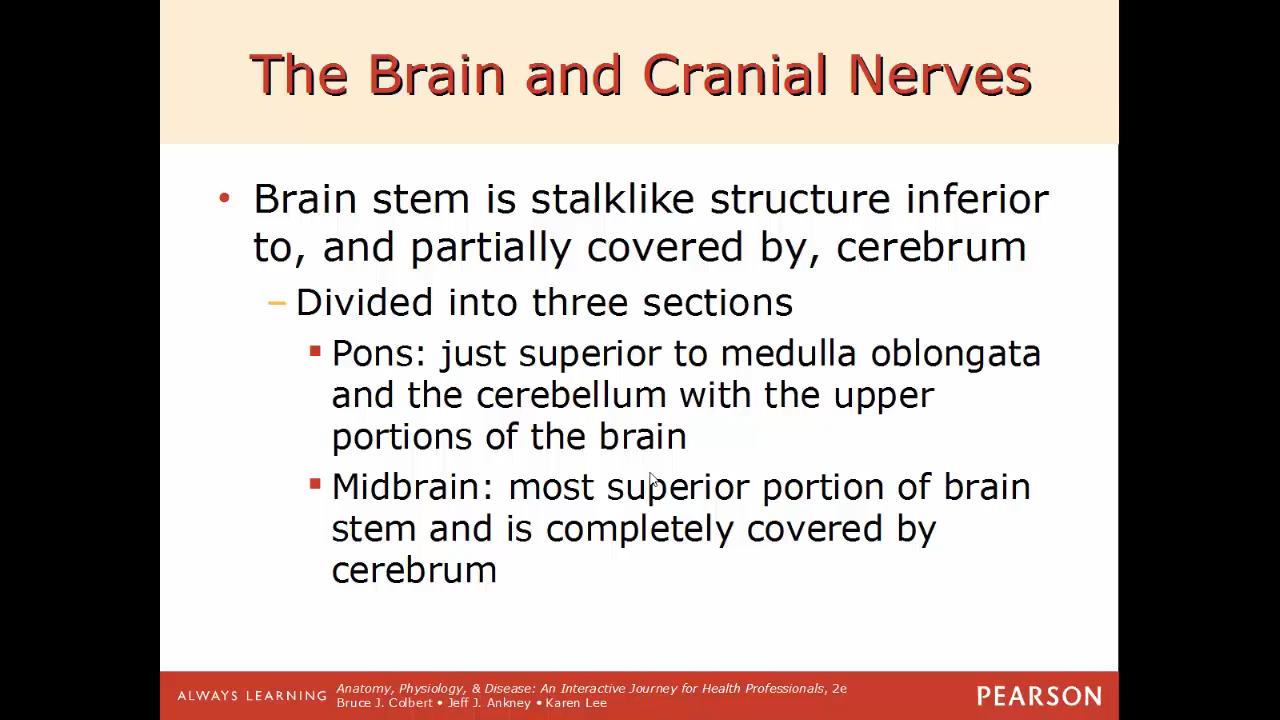 The Brain and Cranial Nerves
• Brain stem is stalklike structure inferior
to, and partially covered by, cerebrum
– Divided into three sections
▪ Pons: just superior to medulla oblongata
and the cerebellum with the upper
portions of the brain
▪ Midbrain: most superior portion of brain
stem and is completely covered by
cerebrum
ALWAYS LEARNING
Anatomy, Physiology, & Disease: An Interactive Journey for Health Professionals, 2e
Bruce J. Colbert • Jeff J. Ankney • Karen Lee
PEARSON